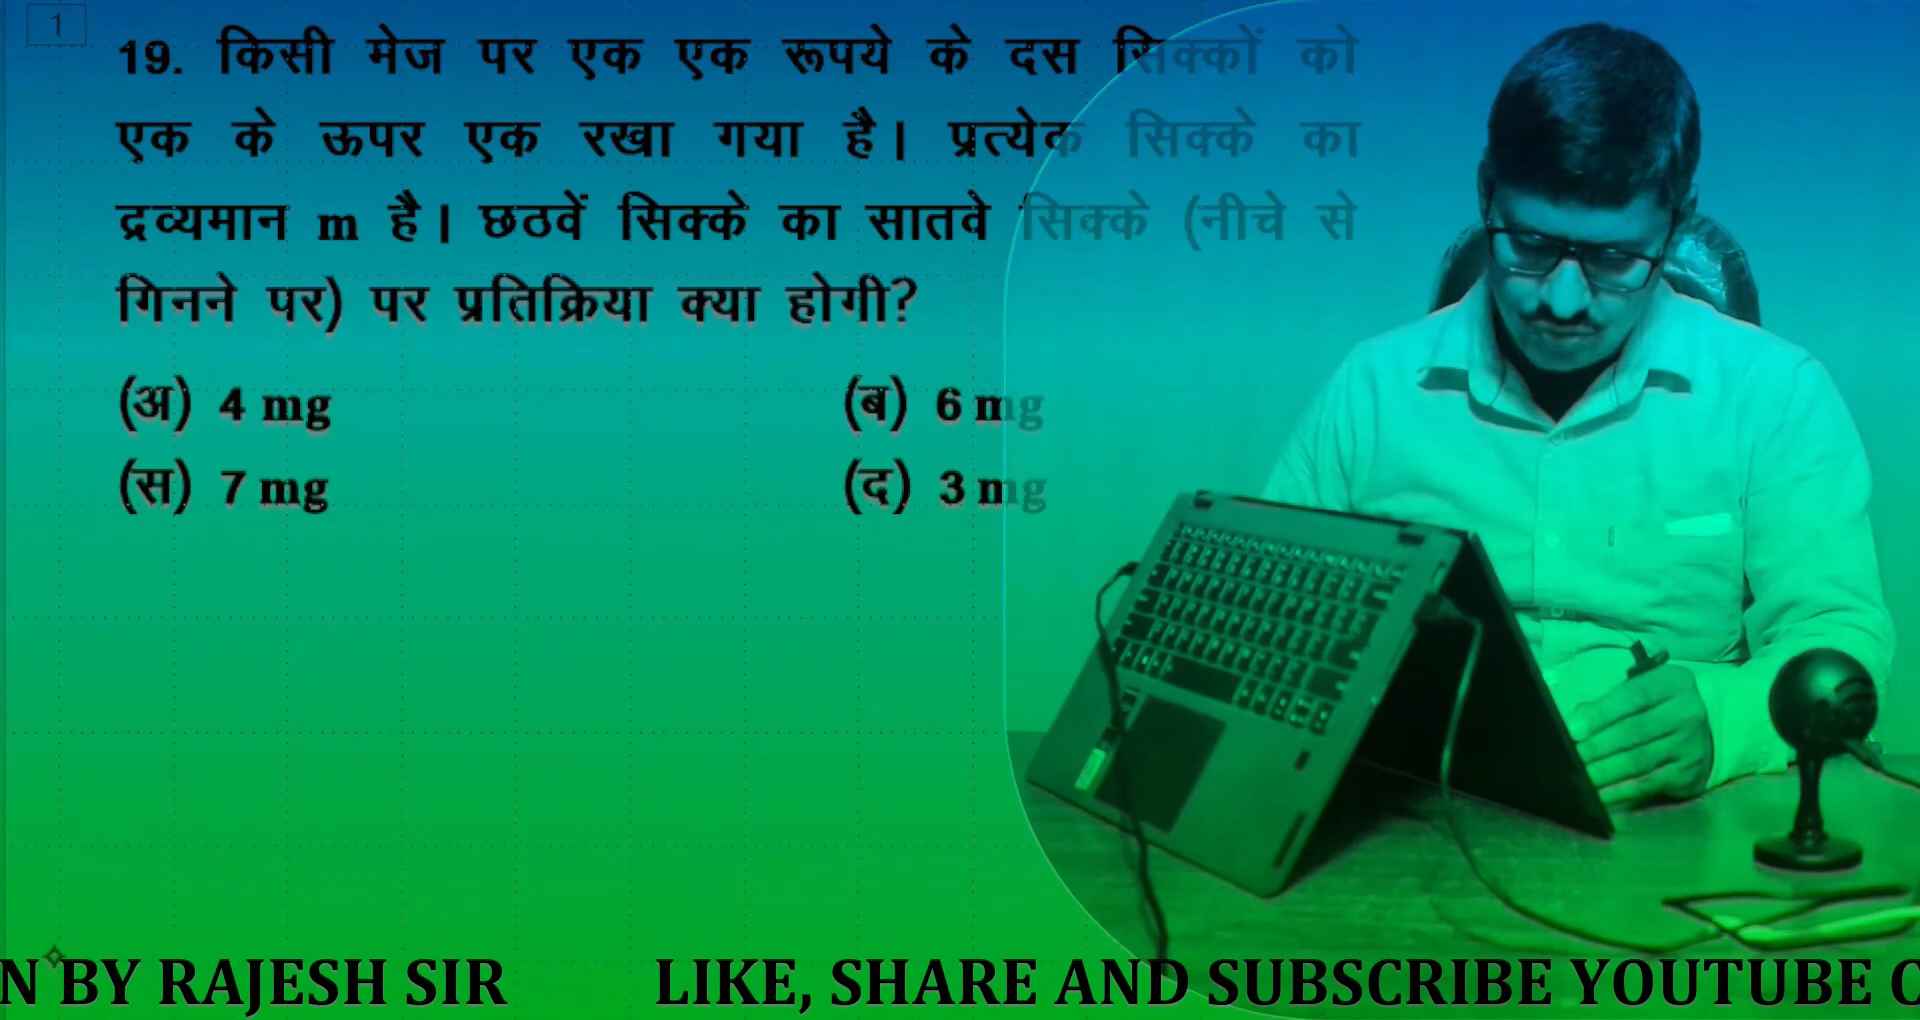 1
19. किसी मेज पर एक एक रूपये के दस सिक्कों को
एक के ऊपर एक रखा गया है। प्रत्येक सिक्के का
द्रव्यमान m है। छठवें सिक्के का सातवे सिक्के (नीचे से
गिनने पर) पर प्रतिक्रिया क्या होगी?
(अ) 4 mg (ब) 6 mg
(स) 7 mg (द) 3 mg
N BY RAJESH SIR LIKE, SHARE AND SUBSCRIBE YOUTUBE